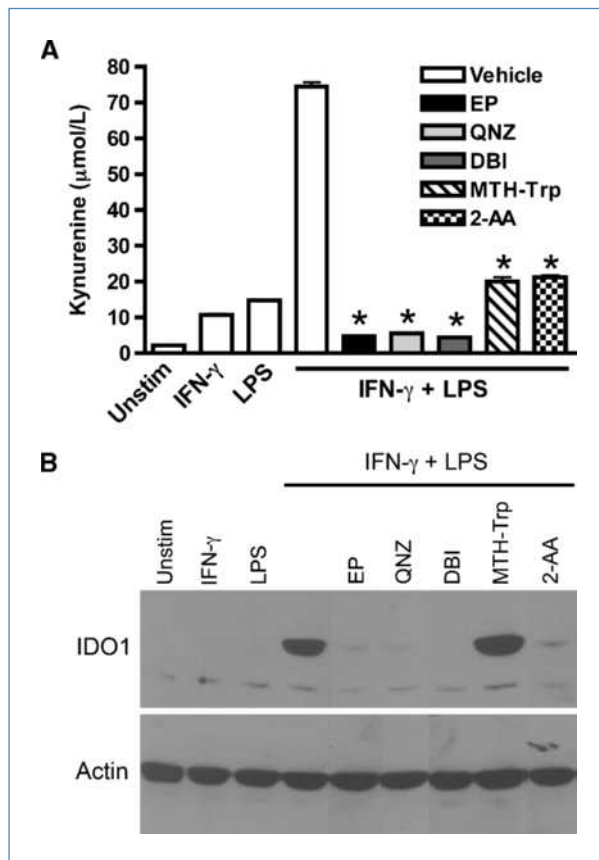 A
Kynurenine (μmol/L)
80
70
60
50
40
30
20
10
0
Vehicle
EP
QNZ
DBI
MTH-Trp
2-AA
* * * * *
Unstim IFN-γ LPS
IFN-γ + LPS
B
IFN-γ + LPS
Unstim IFN-γ LPS EP QNZ DBI MTH-Trp 2-AA
IDO1
Actin